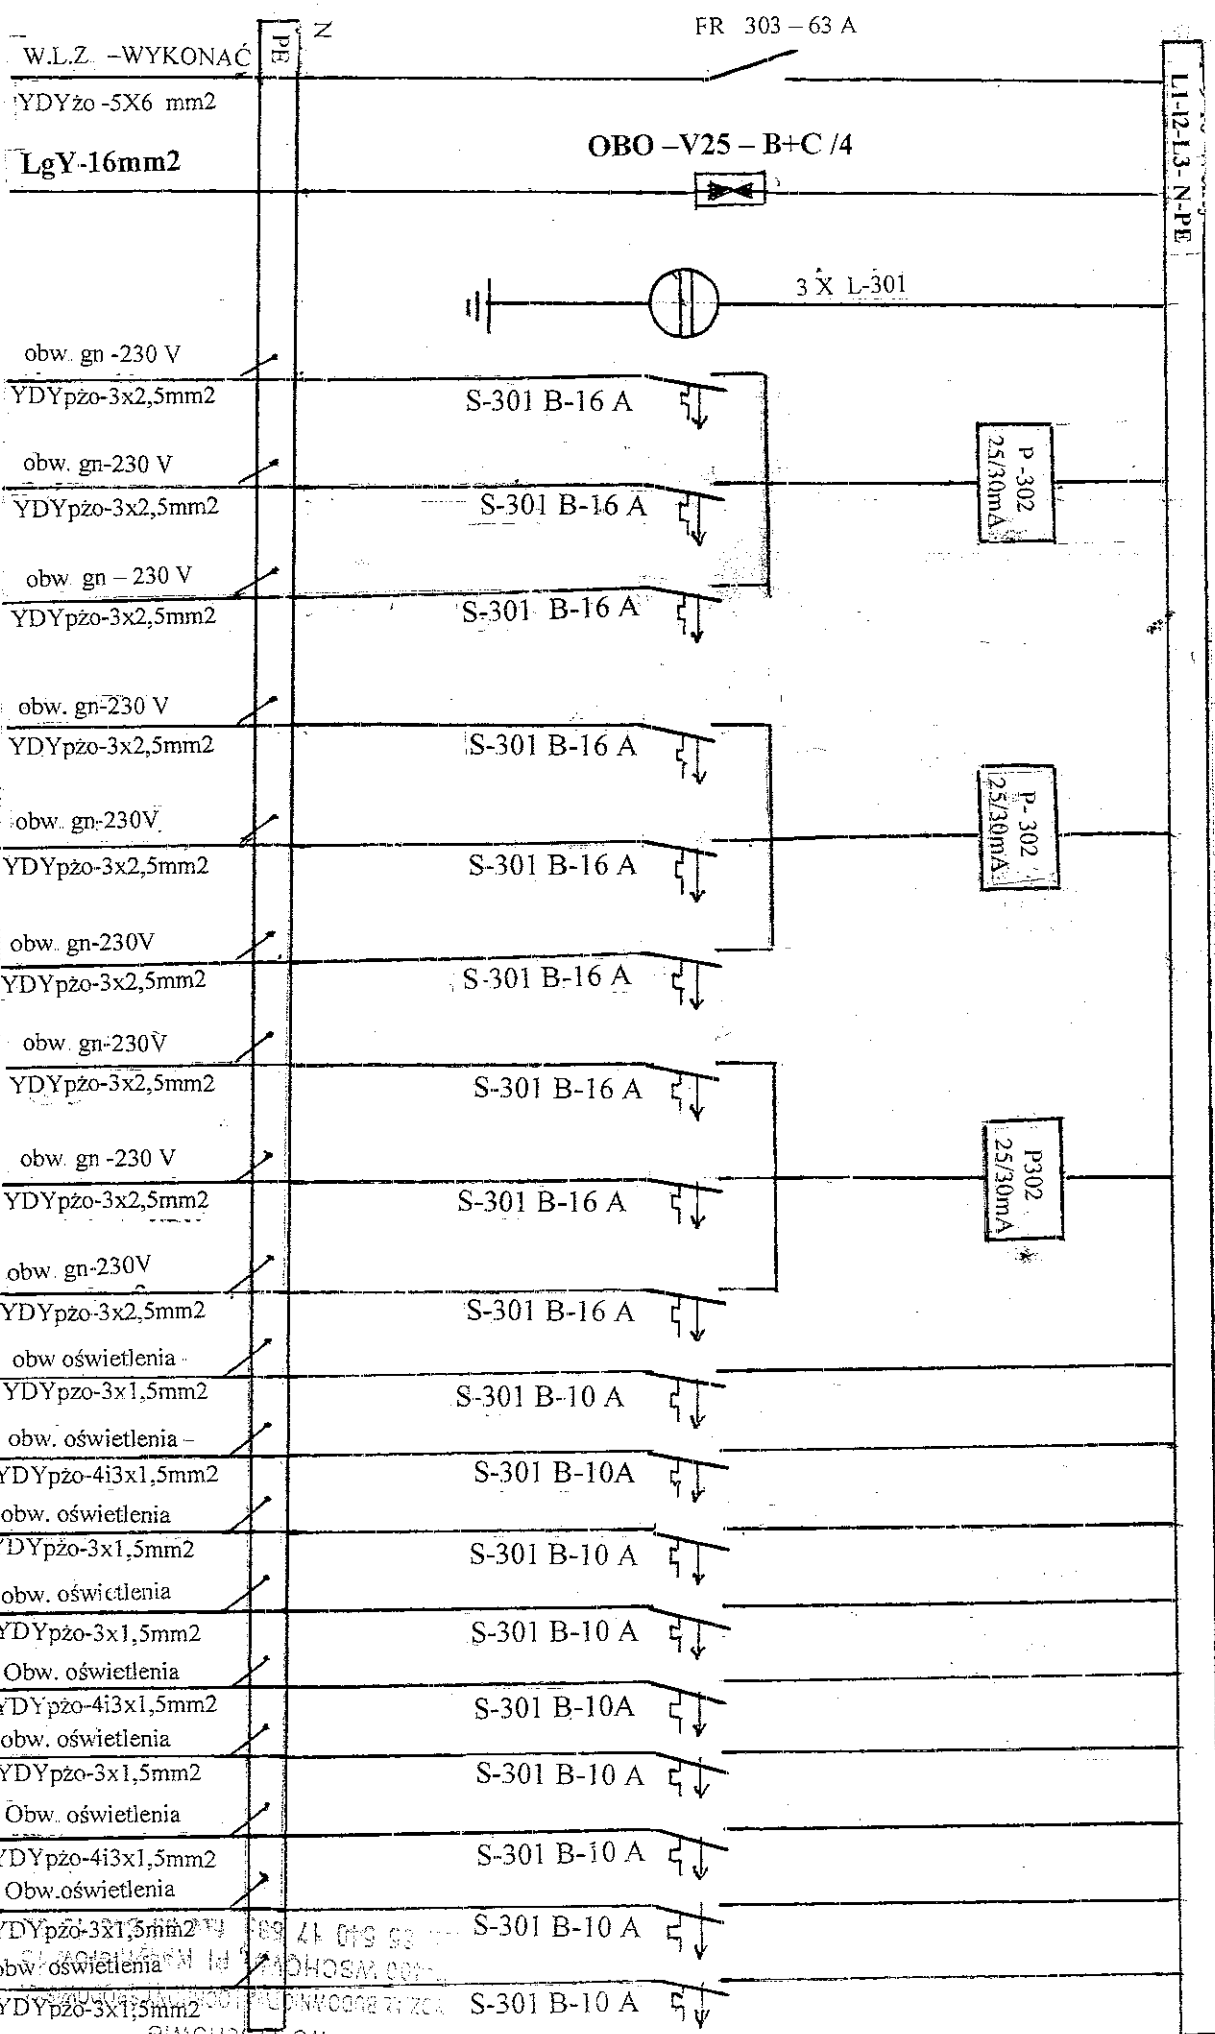 N
FR 303 – 63 A
W.L.Z. –WYKONAĆ
PE
YDYżo -5X6 mm2
L1-l2-L3- N-PE
OBO –V25 – B+C /4
LgY-16mm2
3 X L-301
obw. gn -230 V
YDYpżo-3x2,5mm2
S-301 B-16 A
P -302
25/30mA
obw. gn-230 V
YDYpżo-3x2,5mm2
S-301 B-16 A
obw. gn – 230 V
YDYpżo-3x2,5mm2
S-301 B-16 A
obw. gn-230 V
YDYpżo-3x2,5mm2
S-301 B-16 A
P- 302
25/30mA
obw. gn-230V
YDYpżo-3x2,5mm2
S-301 B-16 A
obw. gn-230V
YDYpżo-3x2,5mm2
S-301 B-16 A
obw. gn-230V
YDYpżo-3x2,5mm2
S-301 B-16 A
P302
25/30mA
obw. gn -230 V
YDYpżo-3x2,5mm2
S-301 B-16 A
obw. gn-230V
YDYpżo-3x2,5mm2
S-301 B-16 A
obw oświetlenia -
YDYpzo-3x1,5mm2
S-301 B-10 A
obw. oświetlenia –
YDYpżo-4i3x1,5mm2
S-301 B-10A
obw. oświetlenia
YDYpżo-3x1,5mm2
S-301 B-10 A
obw. oświetlenia
YDYpżo-3x1,5mm2
S-301 B-10 A
Obw. oświetlenia
YDYpżo-4i3x1,5mm2
S-301 B-10A
obw. oświetlenia
YDYpżo-3x1,5mm2
S-301 B-10 A
Obw. oświetlenia
YDYpżo-4i3x1,5mm2
S-301 B-10 A
Obw.oświetlenia
YDYpżo-3x1,5mm2
S-301 B-10 A
obw. oświetlenia
YDYpżo-3x1,5mm2
S-301 B-10 A